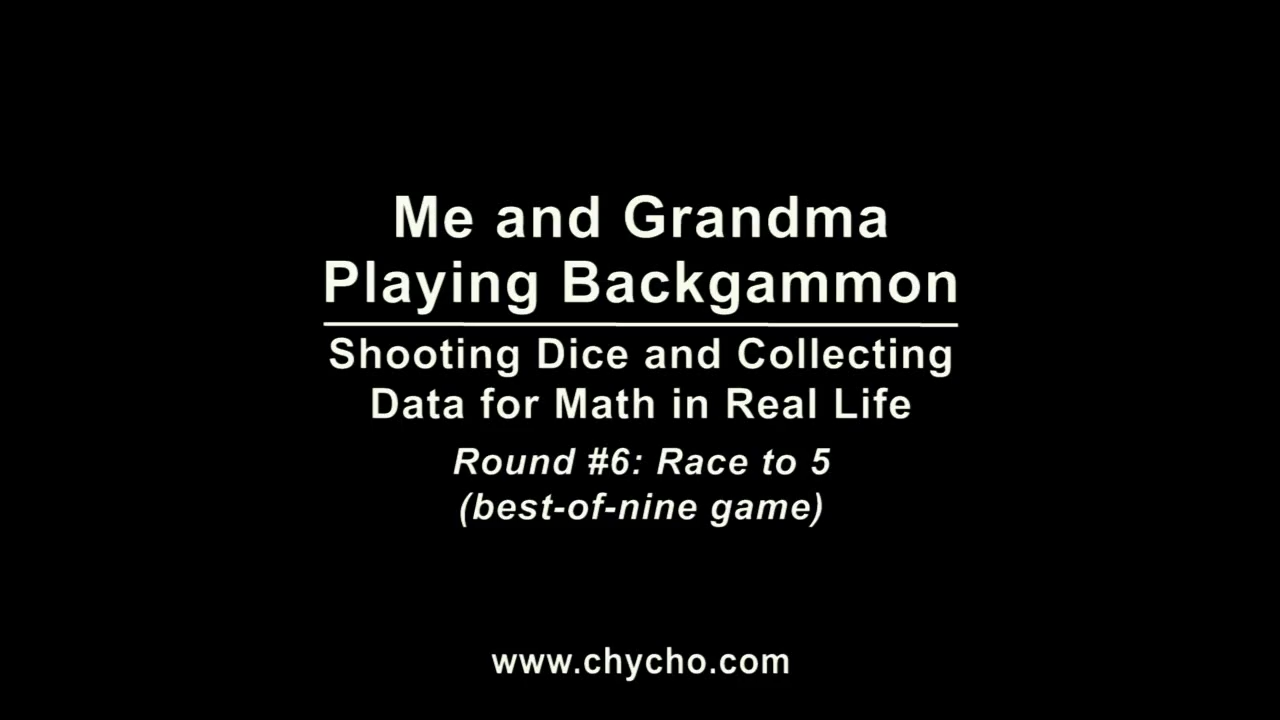 Me and Grandma
Playing Backgammon
Shooting Dice and Collecting
Data for Math in Real Life
Round #6: Race to 5
(best-of-nine game)
www.chycho.com